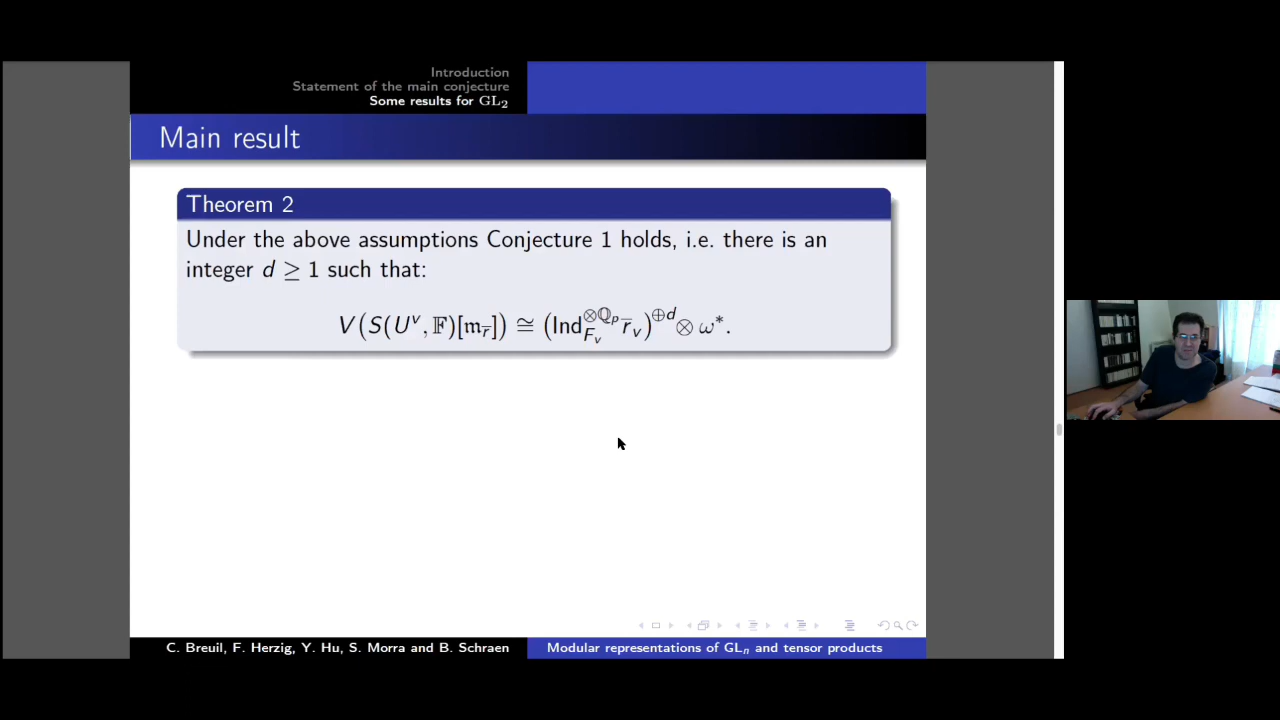 Introduction
Statement of the main conjecture
Some results for GL₂
Main result
Theorem 2
Under the above assumptions Conjecture 1 holds, i.e. there is an
integer d ≥ 1 such that:
V(S(Uᵛ, 𝔽)[𝔪_r̄]) ≅ (Ind_{F_v}^{⊗ℚ_p} r̄_v)^{⊕d} ⊗ ω*.
C. Breuil, F. Herzig, Y. Hu, S. Morra and B. Schraen
Modular representations of GLₙ and tensor products